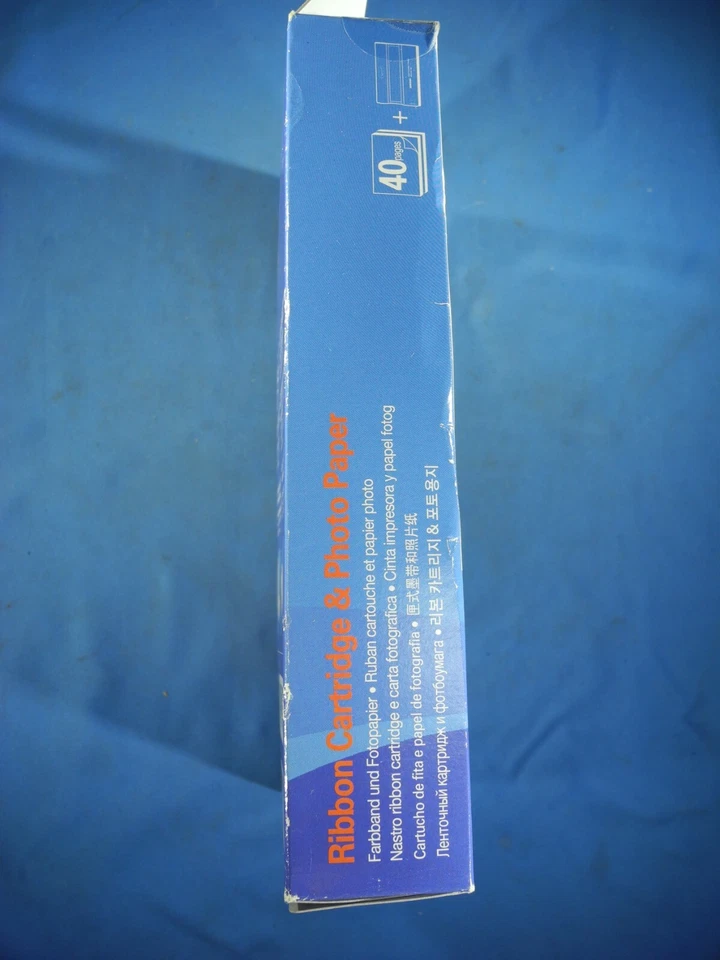 Ribbon Cartridge & Photo Paper
Farbband und Fotopapier • Ruban cartouche et papier photo
Nastro ribbon cartridge e carta fotografica • Cinta impresora y papel fotog
Cartucho de fita e papel de fotografia • 匣式墨带和照片纸
Ленточный картридж и фотобумага • 리본 카트리지 & 포토용지
40 pages
+